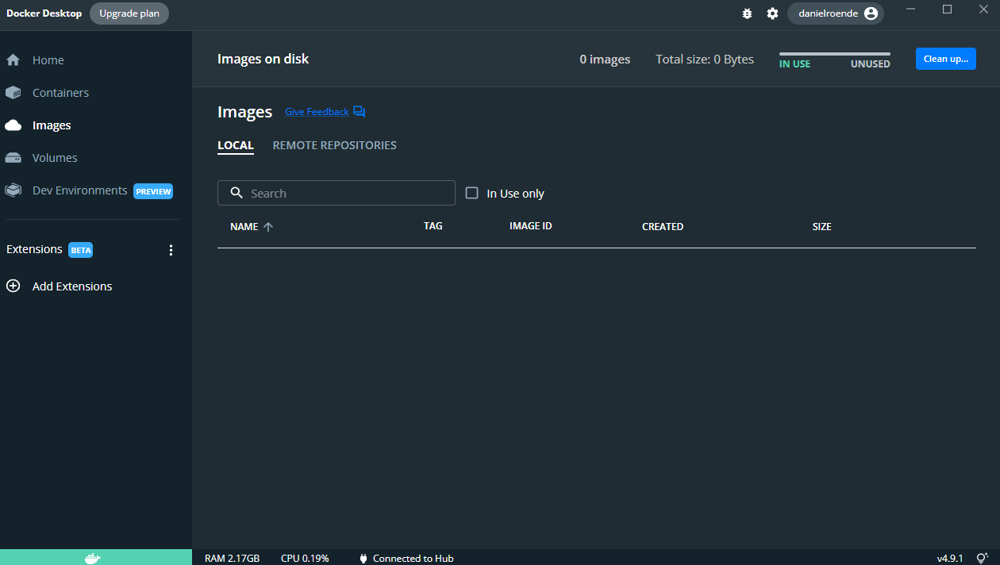 Docker Desktop Upgrade plan danielroende
Home
Containers
Images
Volumes
Dev Environments PREVIEW
Extensions BETA
Add Extensions
Images on disk 0 images Total size: 0 Bytes IN USE UNUSED Clean up...
Images Give Feedback
LOCAL REMOTE REPOSITORIES
Search In Use only
NAME TAG IMAGE ID CREATED SIZE
RAM 2.17GB CPU 0.19% Connected to Hub v4.9.1